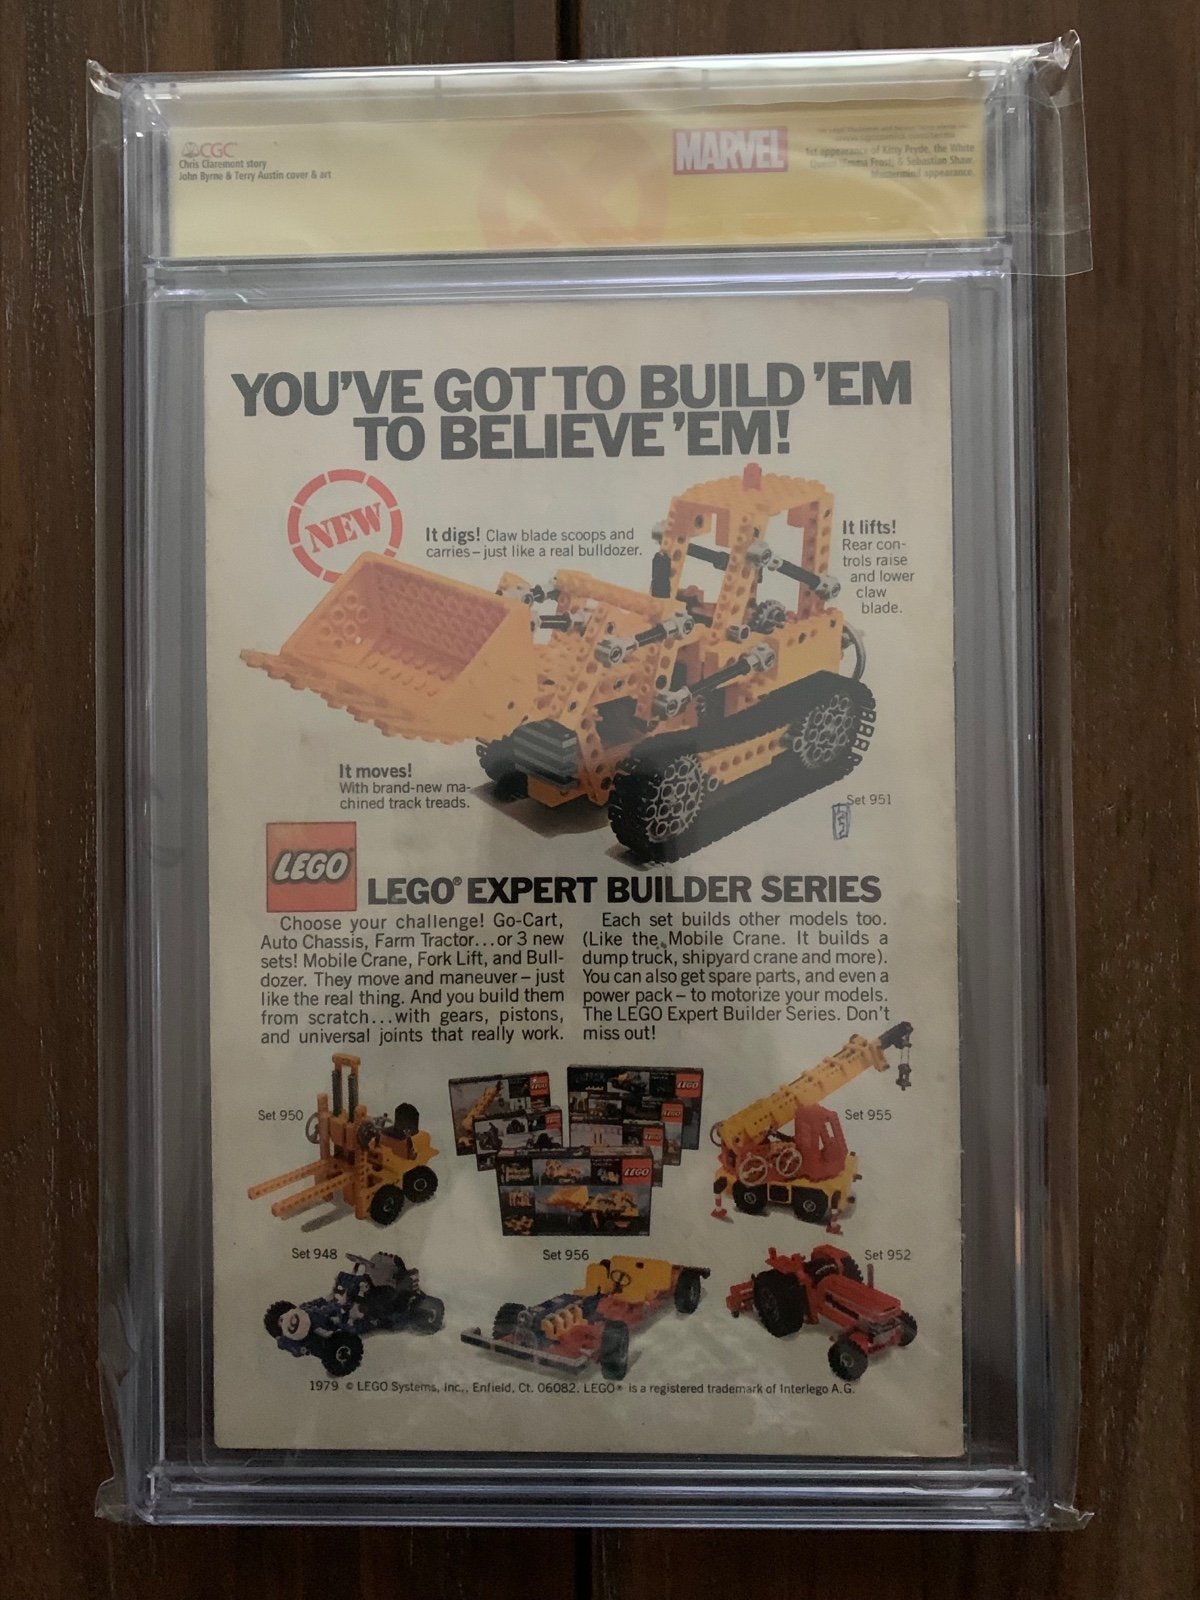 CGC
Chris Claremont story
John Byrne & Terry Austin cover & art
MARVEL
1st appearance of Kitty Pryde, the White
Queen (Emma Frost) & Sebastian Shaw.
Mastermind appearance.
YOU'VE GOT TO BUILD 'EM
TO BELIEVE 'EM!
NEW
It digs! Claw blade scoops and
carries – just like a real bulldozer.
It lifts!
Rear con-
trols raise
and lower
claw
blade.
It moves!
With brand-new ma-
chined track treads.
Set 951
LEGO
LEGO® EXPERT BUILDER SERIES
Choose your challenge! Go-Cart,
Auto Chassis, Farm Tractor...or 3 new
sets! Mobile Crane, Fork Lift, and Bull-
dozer. They move and maneuver – just
like the real thing. And you build them
from scratch...with gears, pistons,
and universal joints that really work.
Each set builds other models too.
(Like the Mobile Crane. It builds a
dump truck, shipyard crane and more).
You can also get spare parts, and even a
power pack – to motorize your models.
The LEGO Expert Builder Series. Don't
miss out!
Set 950
LEGO
LEGO
LEGO
LEGO
LEGO
LEGO
Set 955
Set 948
9
Set 956
Set 952
1979 © LEGO Systems, Inc., Enfield, Ct. 06082. LEGO® is a registered trademark of Interlego A.G.